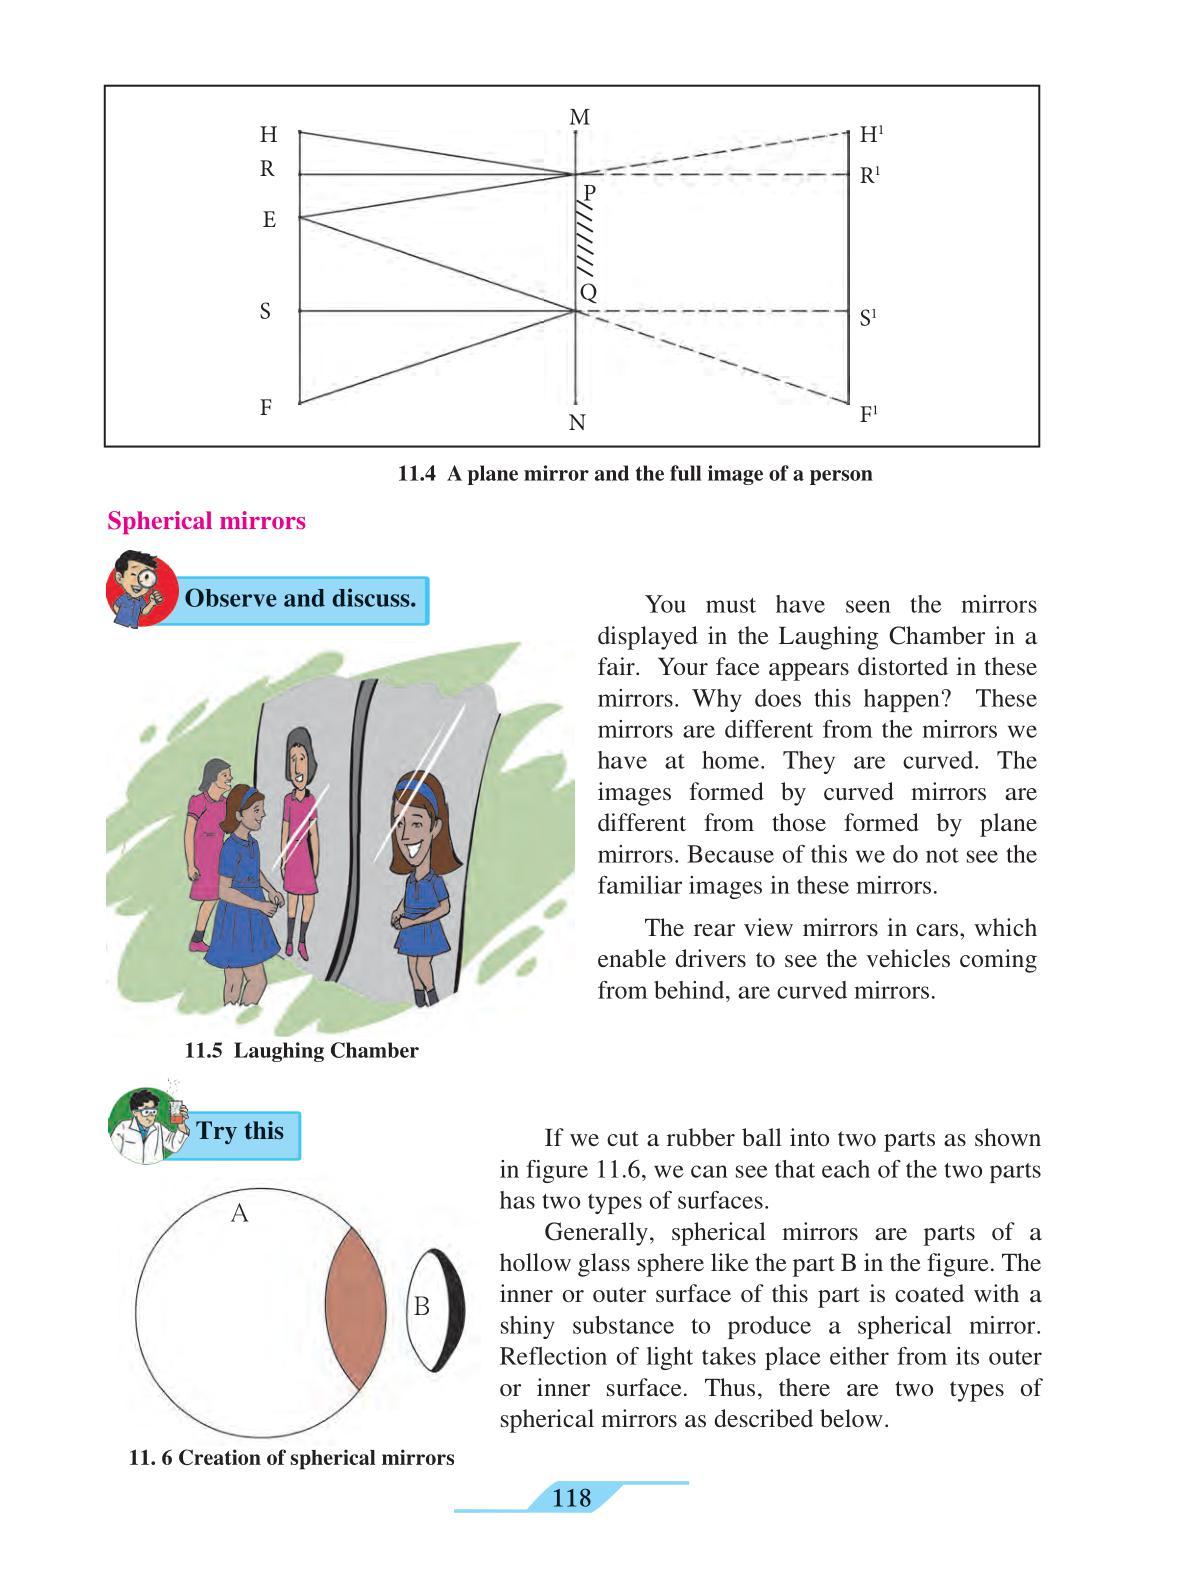 M
H
H¹
R
R¹
P
E
Q
S
S¹
F
F¹
N
11.4  A plane mirror and the full image of a person
Spherical mirrors
Observe and discuss.
You must have seen the mirrors
displayed in the Laughing Chamber in a
fair.  Your face appears distorted in these
mirrors. Why does this happen?  These
mirrors are different from the mirrors we
have at home. They are curved. The
images formed by curved mirrors are
different from those formed by plane
mirrors. Because of this we do not see the
familiar images in these mirrors.
The rear view mirrors in cars, which
enable drivers to see the vehicles coming
from behind, are curved mirrors.
11.5  Laughing Chamber
Try this
A
B
11. 6 Creation of spherical mirrors
If we cut a rubber ball into two parts as shown
in figure 11.6, we can see that each of the two parts
has two types of surfaces.
Generally, spherical mirrors are parts of a
hollow glass sphere like the part B in the figure. The
inner or outer surface of this part is coated with a
shiny substance to produce a spherical mirror.
Reflection of light takes place either from its outer
or inner surface. Thus, there are two types of
spherical mirrors as described below.
118